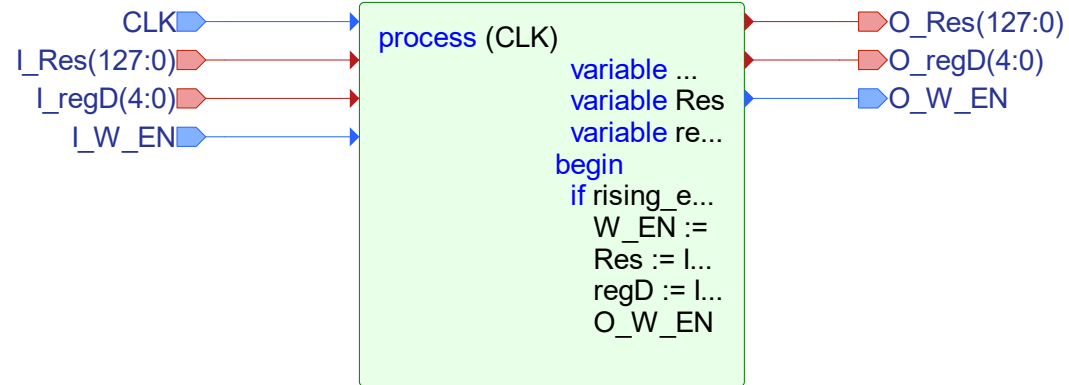 CLK
I_Res(127:0)
I_regD(4:0)
I_W_EN
process (CLK)
variable ...
variable Res
variable re...
begin
if rising_e...
W_EN :=
Res := I...
regD := I...
O_W_EN
O_Res(127:0)
O_regD(4:0)
O_W_EN